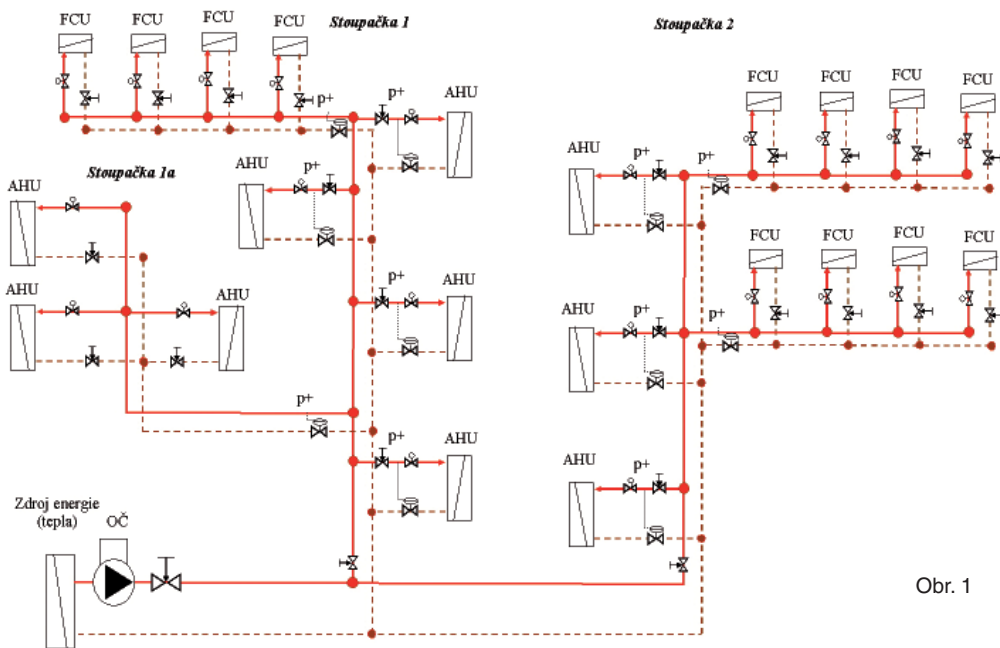 FCU FCU FCU FCU Stoupačka 1 Stoupačka 2
FCU FCU FCU FCU
p+ p+ AHU
AHU p+ AHU p+ p+
Stoupačka 1a
AHU
FCU FCU FCU FCU
AHU AHU p+ AHU AHU p+ p+
p+
p+ AHU AHU p+
Zdroj energie
(tepla)
OČ
Obr. 1